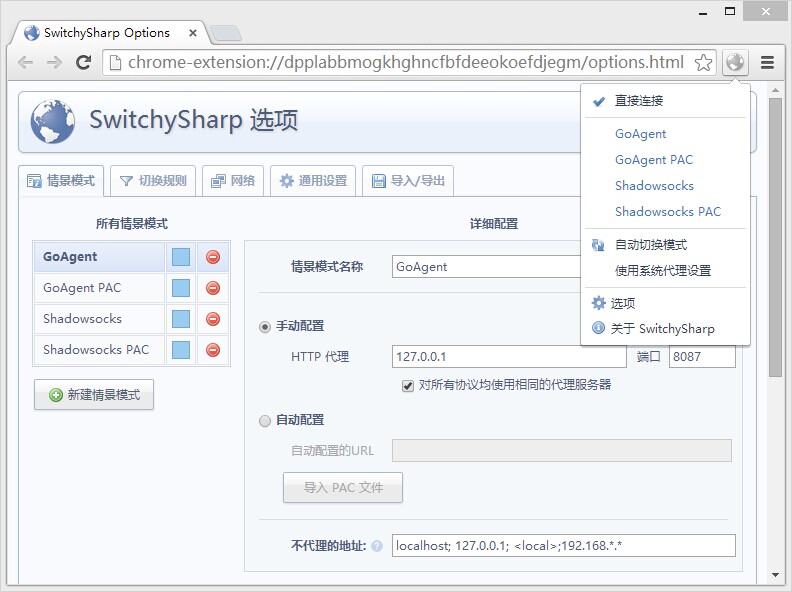 SwitchySharp Options
chrome-extension://dpplabbmogkhghncfbfdeeokoefdjegm/options.html
SwitchySharp 选项
直接连接
GoAgent
GoAgent PAC
Shadowsocks
Shadowsocks PAC
自动切换模式
使用系统代理设置
选项
关于 SwitchySharp
情景模式
切换规则
网络
通用设置
导入/导出
所有情景模式
GoAgent
GoAgent PAC
Shadowsocks
Shadowsocks PAC
新建情景模式
详细配置
情景模式名称 GoAgent
手动配置
HTTP 代理 127.0.0.1 端口 8087
对所有协议均使用相同的代理服务器
自动配置
自动配置的URL
导入 PAC 文件
不代理的地址: localhost; 127.0.0.1; <local>;192.168.*.*